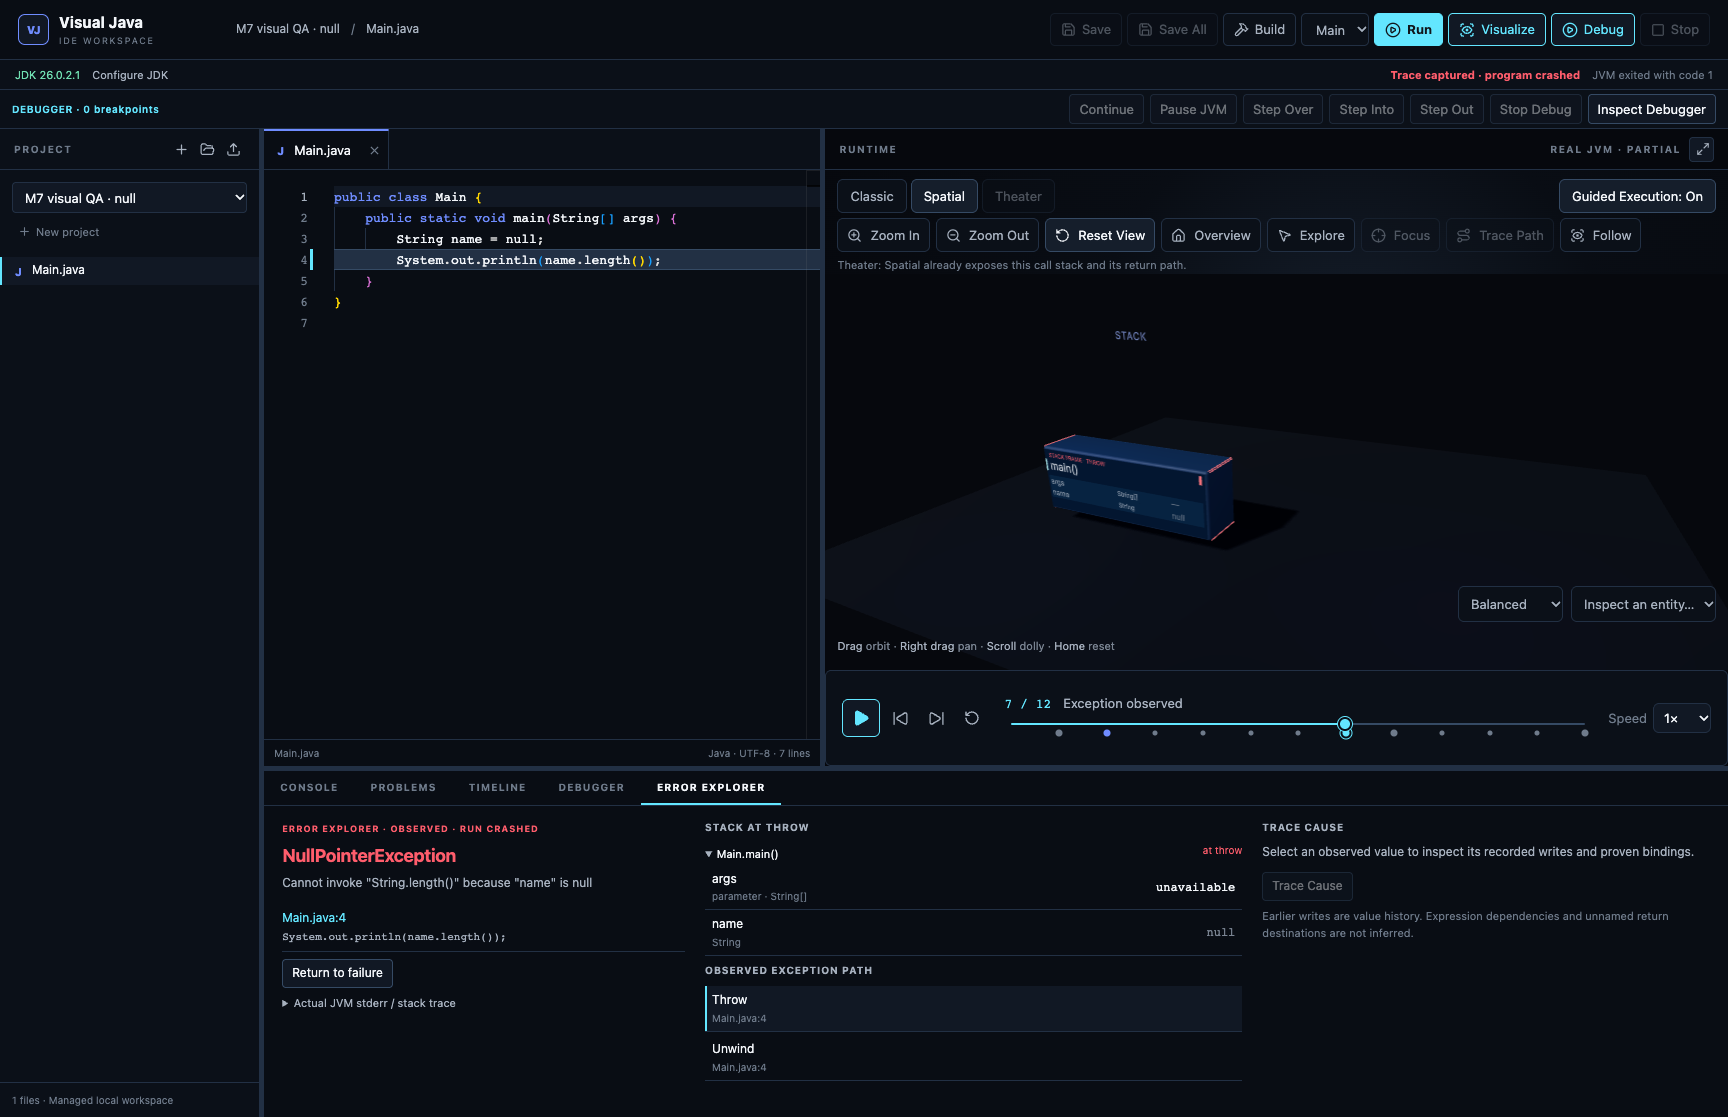 VJ
Visual Java
IDE WORKSPACE
M7 visual QA · null / Main.java
Save
Save All
Build
Main
Run
Visualize
Debug
Stop
JDK 26.0.2.1 Configure JDK
Trace captured · program crashed JVM exited with code 1
DEBUGGER · 0 breakpoints
Continue
Pause JVM
Step Over
Step Into
Step Out
Stop Debug
Inspect Debugger
PROJECT
M7 visual QA · null
New project
J Main.java
1 files · Managed local workspace
J Main.java
1 public class Main {
2 public static void main(String[] args) {
3 String name = null;
4 System.out.println(name.length());
5 }
6 }
7
Main.java
Java · UTF-8 · 7 lines
RUNTIME
REAL JVM · PARTIAL
Classic
Spatial
Theater
Guided Execution: On
Zoom In
Zoom Out
Reset View
Overview
Explore
Focus
Trace Path
Follow
Theater: Spatial already exposes this call stack and its return path.
STACK
STACK FRAME THROW
main()
args String[] —
name String null
Balanced
Inspect an entity...
Drag orbit · Right drag pan · Scroll dolly · Home reset
7 / 12 Exception observed
Speed 1×
CONSOLE
PROBLEMS
TIMELINE
DEBUGGER
ERROR EXPLORER
ERROR EXPLORER · OBSERVED · RUN CRASHED
NullPointerException
Cannot invoke "String.length()" because "name" is null
Main.java:4
System.out.println(name.length());
Return to failure
Actual JVM stderr / stack trace
STACK AT THROW
Main.main() at throw
args
parameter · String[]
unavailable
name
String
null
OBSERVED EXCEPTION PATH
Throw
Main.java:4
Unwind
Main.java:4
TRACE CAUSE
Select an observed value to inspect its recorded writes and proven bindings.
Trace Cause
Earlier writes are value history. Expression dependencies and unnamed return
destinations are not inferred.